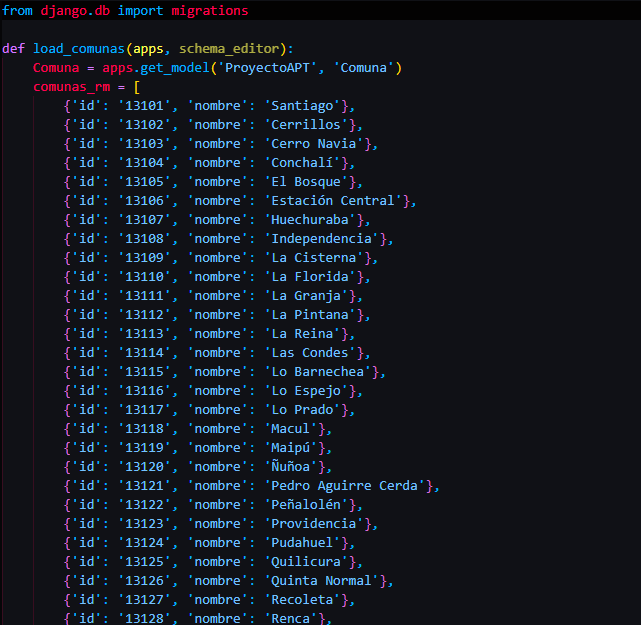 from django.db import migrations
def load_comunas(apps, schema_editor):
Comuna = apps.get_model('ProyectoAPT', 'Comuna')
comunas_rm = [
{'id': '13101', 'nombre': 'Santiago'},
{'id': '13102', 'nombre': 'Cerrillos'},
{'id': '13103', 'nombre': 'Cerro Navia'},
{'id': '13104', 'nombre': 'Conchalí'},
{'id': '13105', 'nombre': 'El Bosque'},
{'id': '13106', 'nombre': 'Estación Central'},
{'id': '13107', 'nombre': 'Huechuraba'},
{'id': '13108', 'nombre': 'Independencia'},
{'id': '13109', 'nombre': 'La Cisterna'},
{'id': '13110', 'nombre': 'La Florida'},
{'id': '13111', 'nombre': 'La Granja'},
{'id': '13112', 'nombre': 'La Pintana'},
{'id': '13113', 'nombre': 'La Reina'},
{'id': '13114', 'nombre': 'Las Condes'},
{'id': '13115', 'nombre': 'Lo Barnechea'},
{'id': '13116', 'nombre': 'Lo Espejo'},
{'id': '13117', 'nombre': 'Lo Prado'},
{'id': '13118', 'nombre': 'Macul'},
{'id': '13119', 'nombre': 'Maipú'},
{'id': '13120', 'nombre': 'Ñuñoa'},
{'id': '13121', 'nombre': 'Pedro Aguirre Cerda'},
{'id': '13122', 'nombre': 'Peñalolén'},
{'id': '13123', 'nombre': 'Providencia'},
{'id': '13124', 'nombre': 'Pudahuel'},
{'id': '13125', 'nombre': 'Quilicura'},
{'id': '13126', 'nombre': 'Quinta Normal'},
{'id': '13127', 'nombre': 'Recoleta'},
{'id': '13128', 'nombre': 'Renca'},